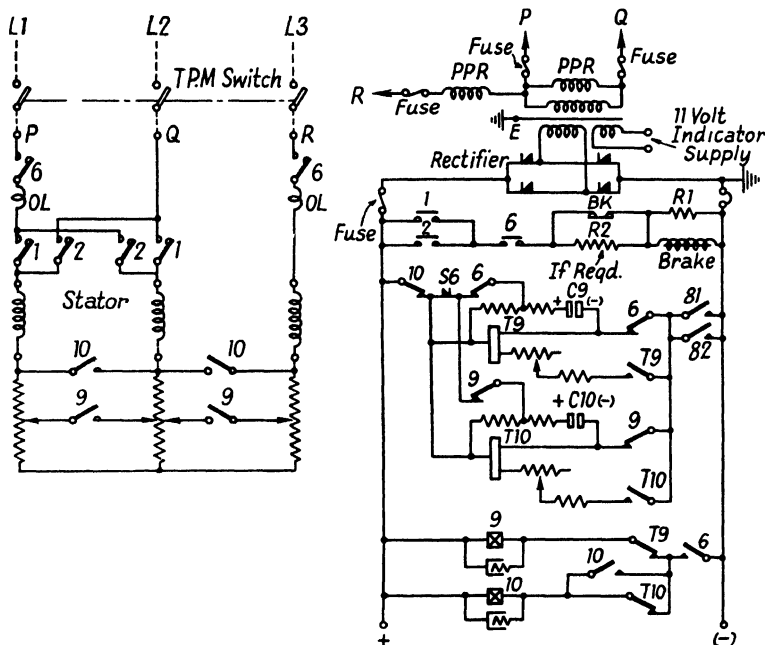 L1 L2 L3
T.P.M Switch
P Q R
6 6
OL OL
1 2 2 1
Stator
10 10
9 9
P Q
Fuse Fuse
PPR PPR
R Fuse
E
11 Volt
Indicator
Supply
Rectifier
Fuse
1 BK R1
2 6 R2
If Reqd. Brake
10 S6 6 + C9 (-) 6 81
T9 82
T9
9 + C10 (-)
T10 9
T10
9 T9 6
10
10 T10
+ (-)